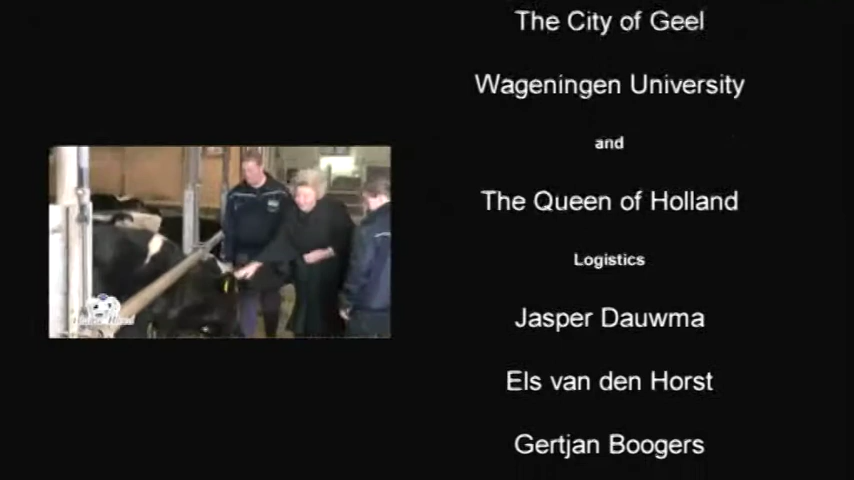 The City of Geel
Wageningen University
and
The Queen of Holland
Logistics
Jasper Dauwma
Els van den Horst
Gertjan Boogers